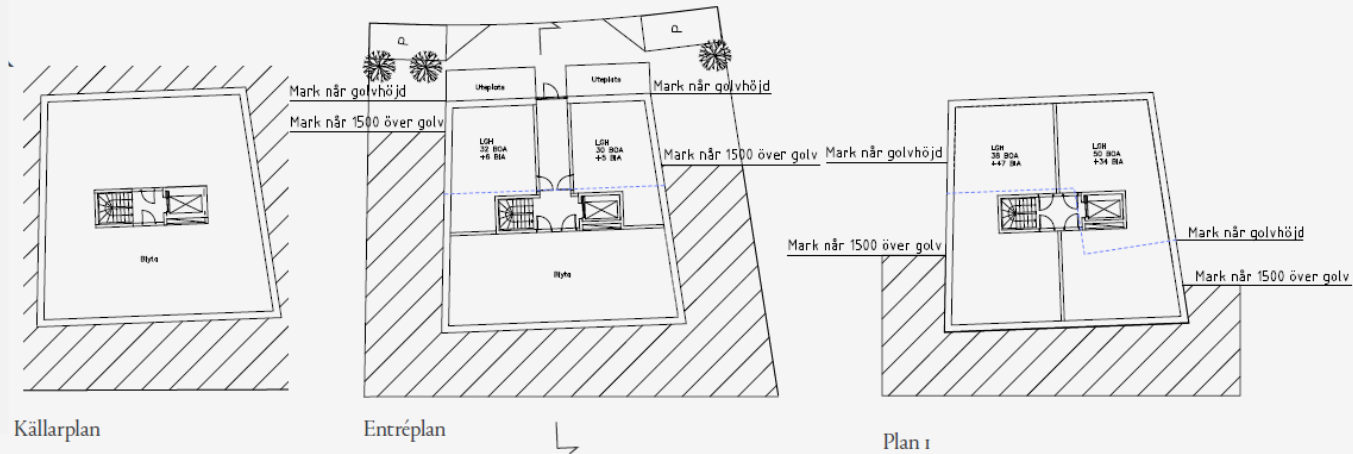 P
P
Uteplats
Uteplats
Mark når golvhöjd
Mark når golvhöjd
Mark når 1500 över golv
LGH
32 BOA
+6 BIA
LGH
30 BOA
+5 BIA
Mark når 1500 över golv
Mark når golvhöjd
LGH
38 BOA
+47 BIA
LGH
50 BOA
+34 BIA
Mark når golvhöjd
Mark når 1500 över golv
Mark når 1500 över golv
Biyta
Biyta
Källarplan
Entréplan
Plan 1